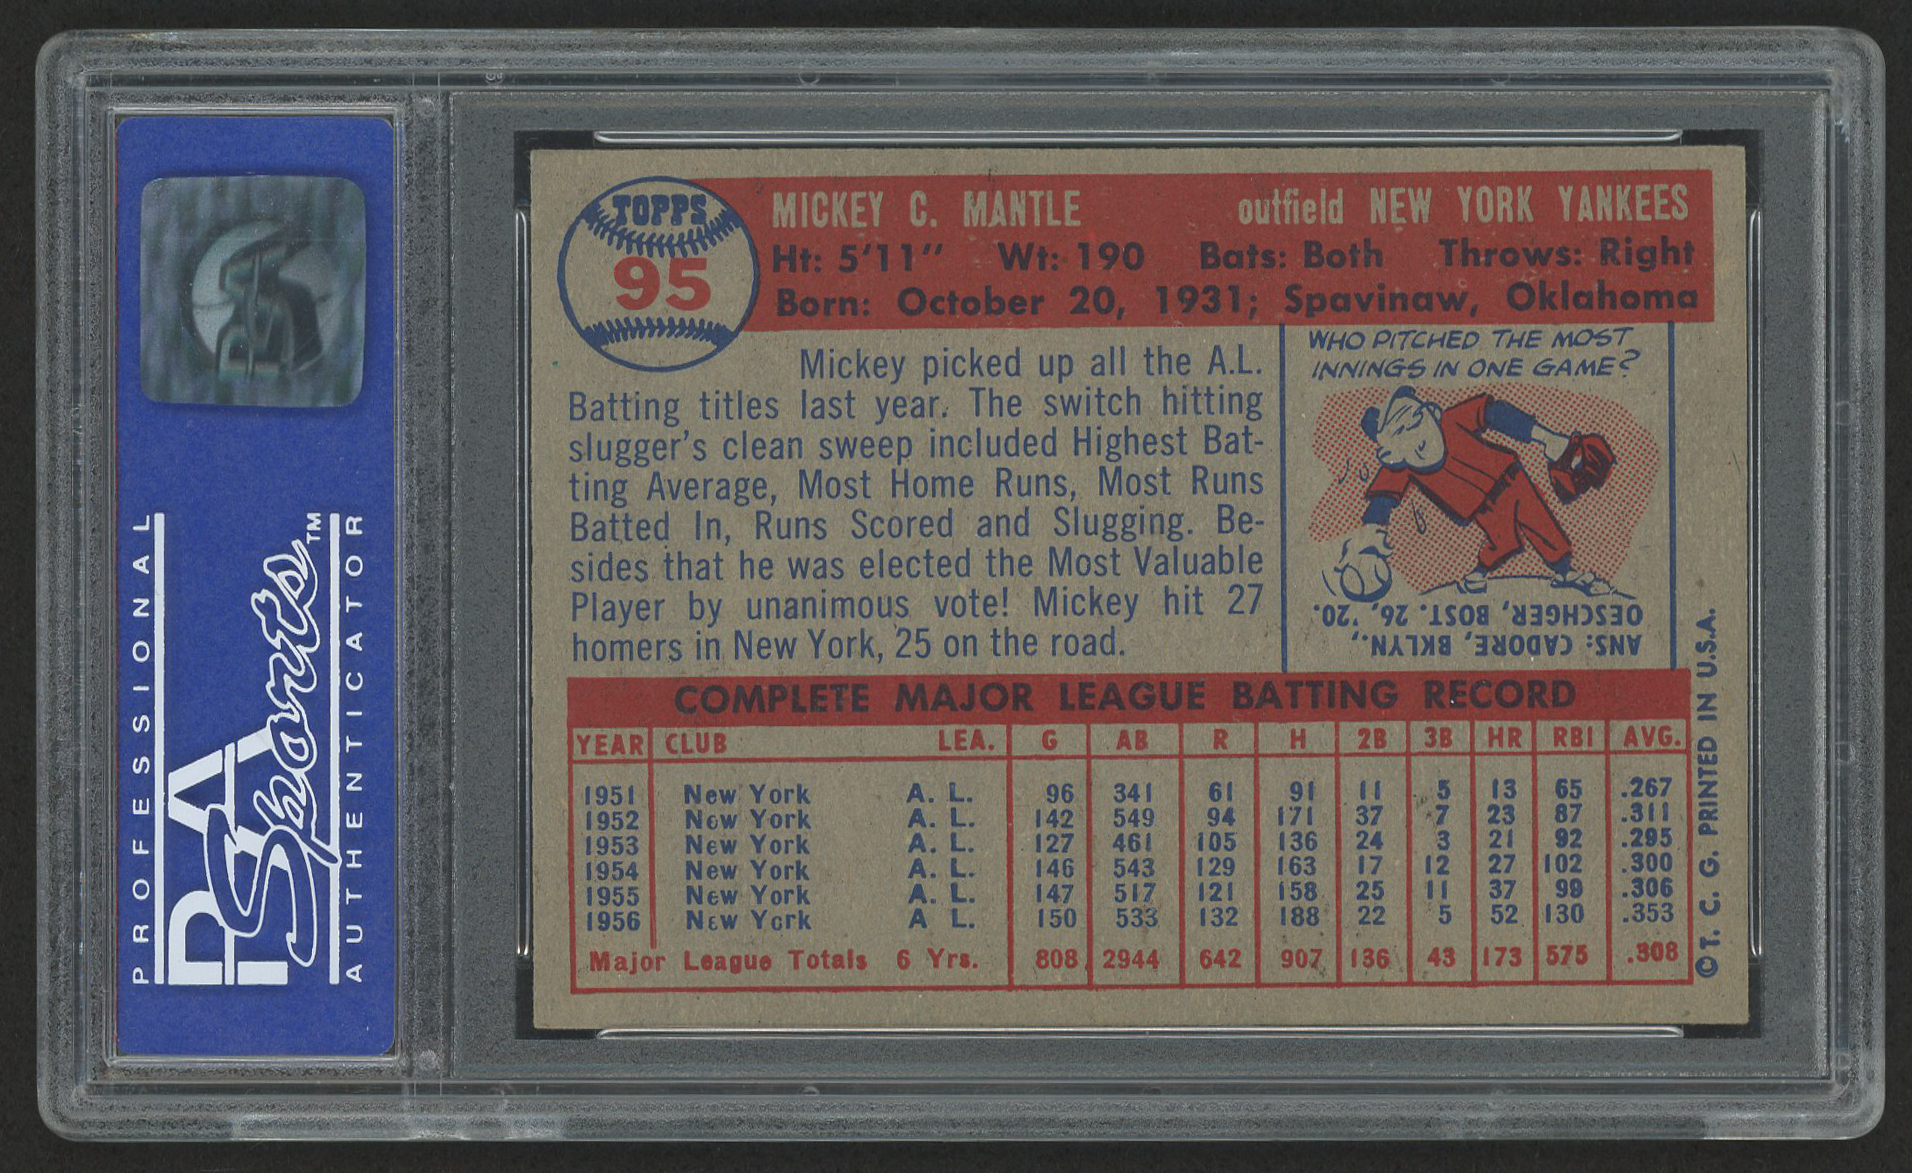 PROFESSIONAL
PSA
Sports™
AUTHENTICATOR
TOPPS
95
MICKEY C. MANTLE outfield NEW YORK YANKEES
Ht: 5'11" Wt: 190 Bats: Both Throws: Right
Born: October 20, 1931; Spavinaw, Oklahoma
Mickey picked up all the A.L.
Batting titles last year. The switch hitting
slugger's clean sweep included Highest Bat-
ting Average, Most Home Runs, Most Runs
Batted In, Runs Scored and Slugging. Be-
sides that he was elected the Most Valuable
Player by unanimous vote! Mickey hit 27
homers in New York, 25 on the road.
WHO PITCHED THE MOST
INNINGS IN ONE GAME?
ANS: CADORE, BKLYN.,
OESCHGER, BOST. 26, '20.
COMPLETE MAJOR LEAGUE BATTING RECORD
YEAR CLUB LEA. G AB R H 2B 3B HR RBI AVG.
1951 New York A. L. 96 341 61 91 11 5 13 65 .267
1952 New York A. L. 142 549 94 171 37 7 23 87 .311
1953 New York A. L. 127 461 105 136 24 3 21 92 .295
1954 New York A. L. 146 543 129 163 17 12 27 102 .300
1955 New York A. L. 147 517 121 158 25 11 37 99 .306
1956 New York A L. 150 533 132 188 22 5 52 130 .353
Major League Totals 6 Yrs. 808 2944 642 907 136 43 173 575 .308
© T. C. G. PRINTED IN U.S.A.